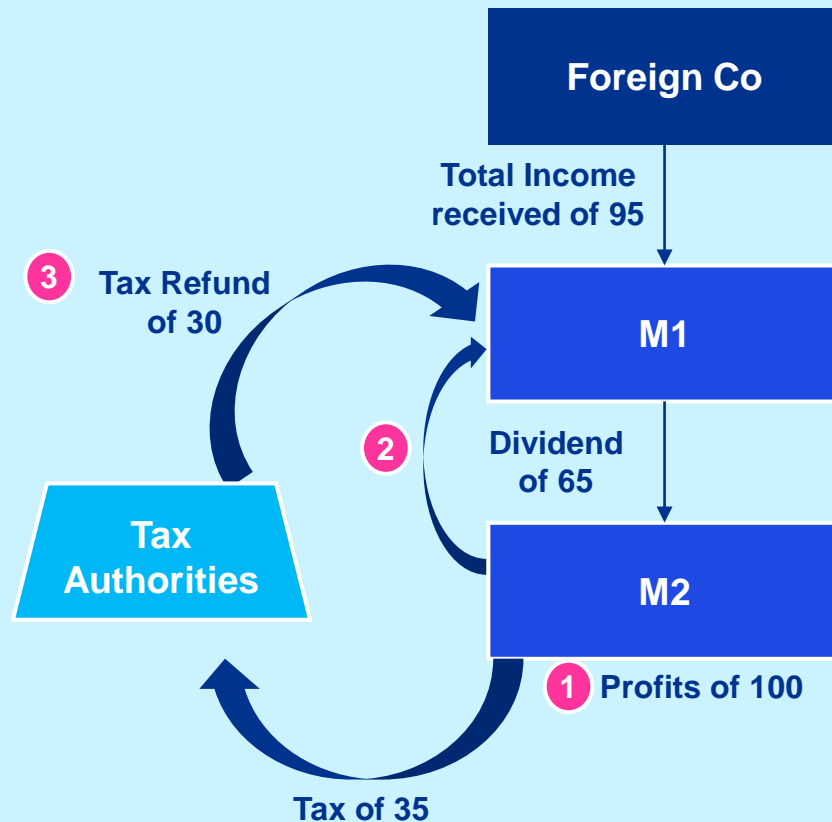 Foreign Co
Total Income
received of 95
3
Tax Refund
of 30
M1
2
Dividend
of 65
Tax
Authorities
M2
1
Profits of 100
Tax of 35